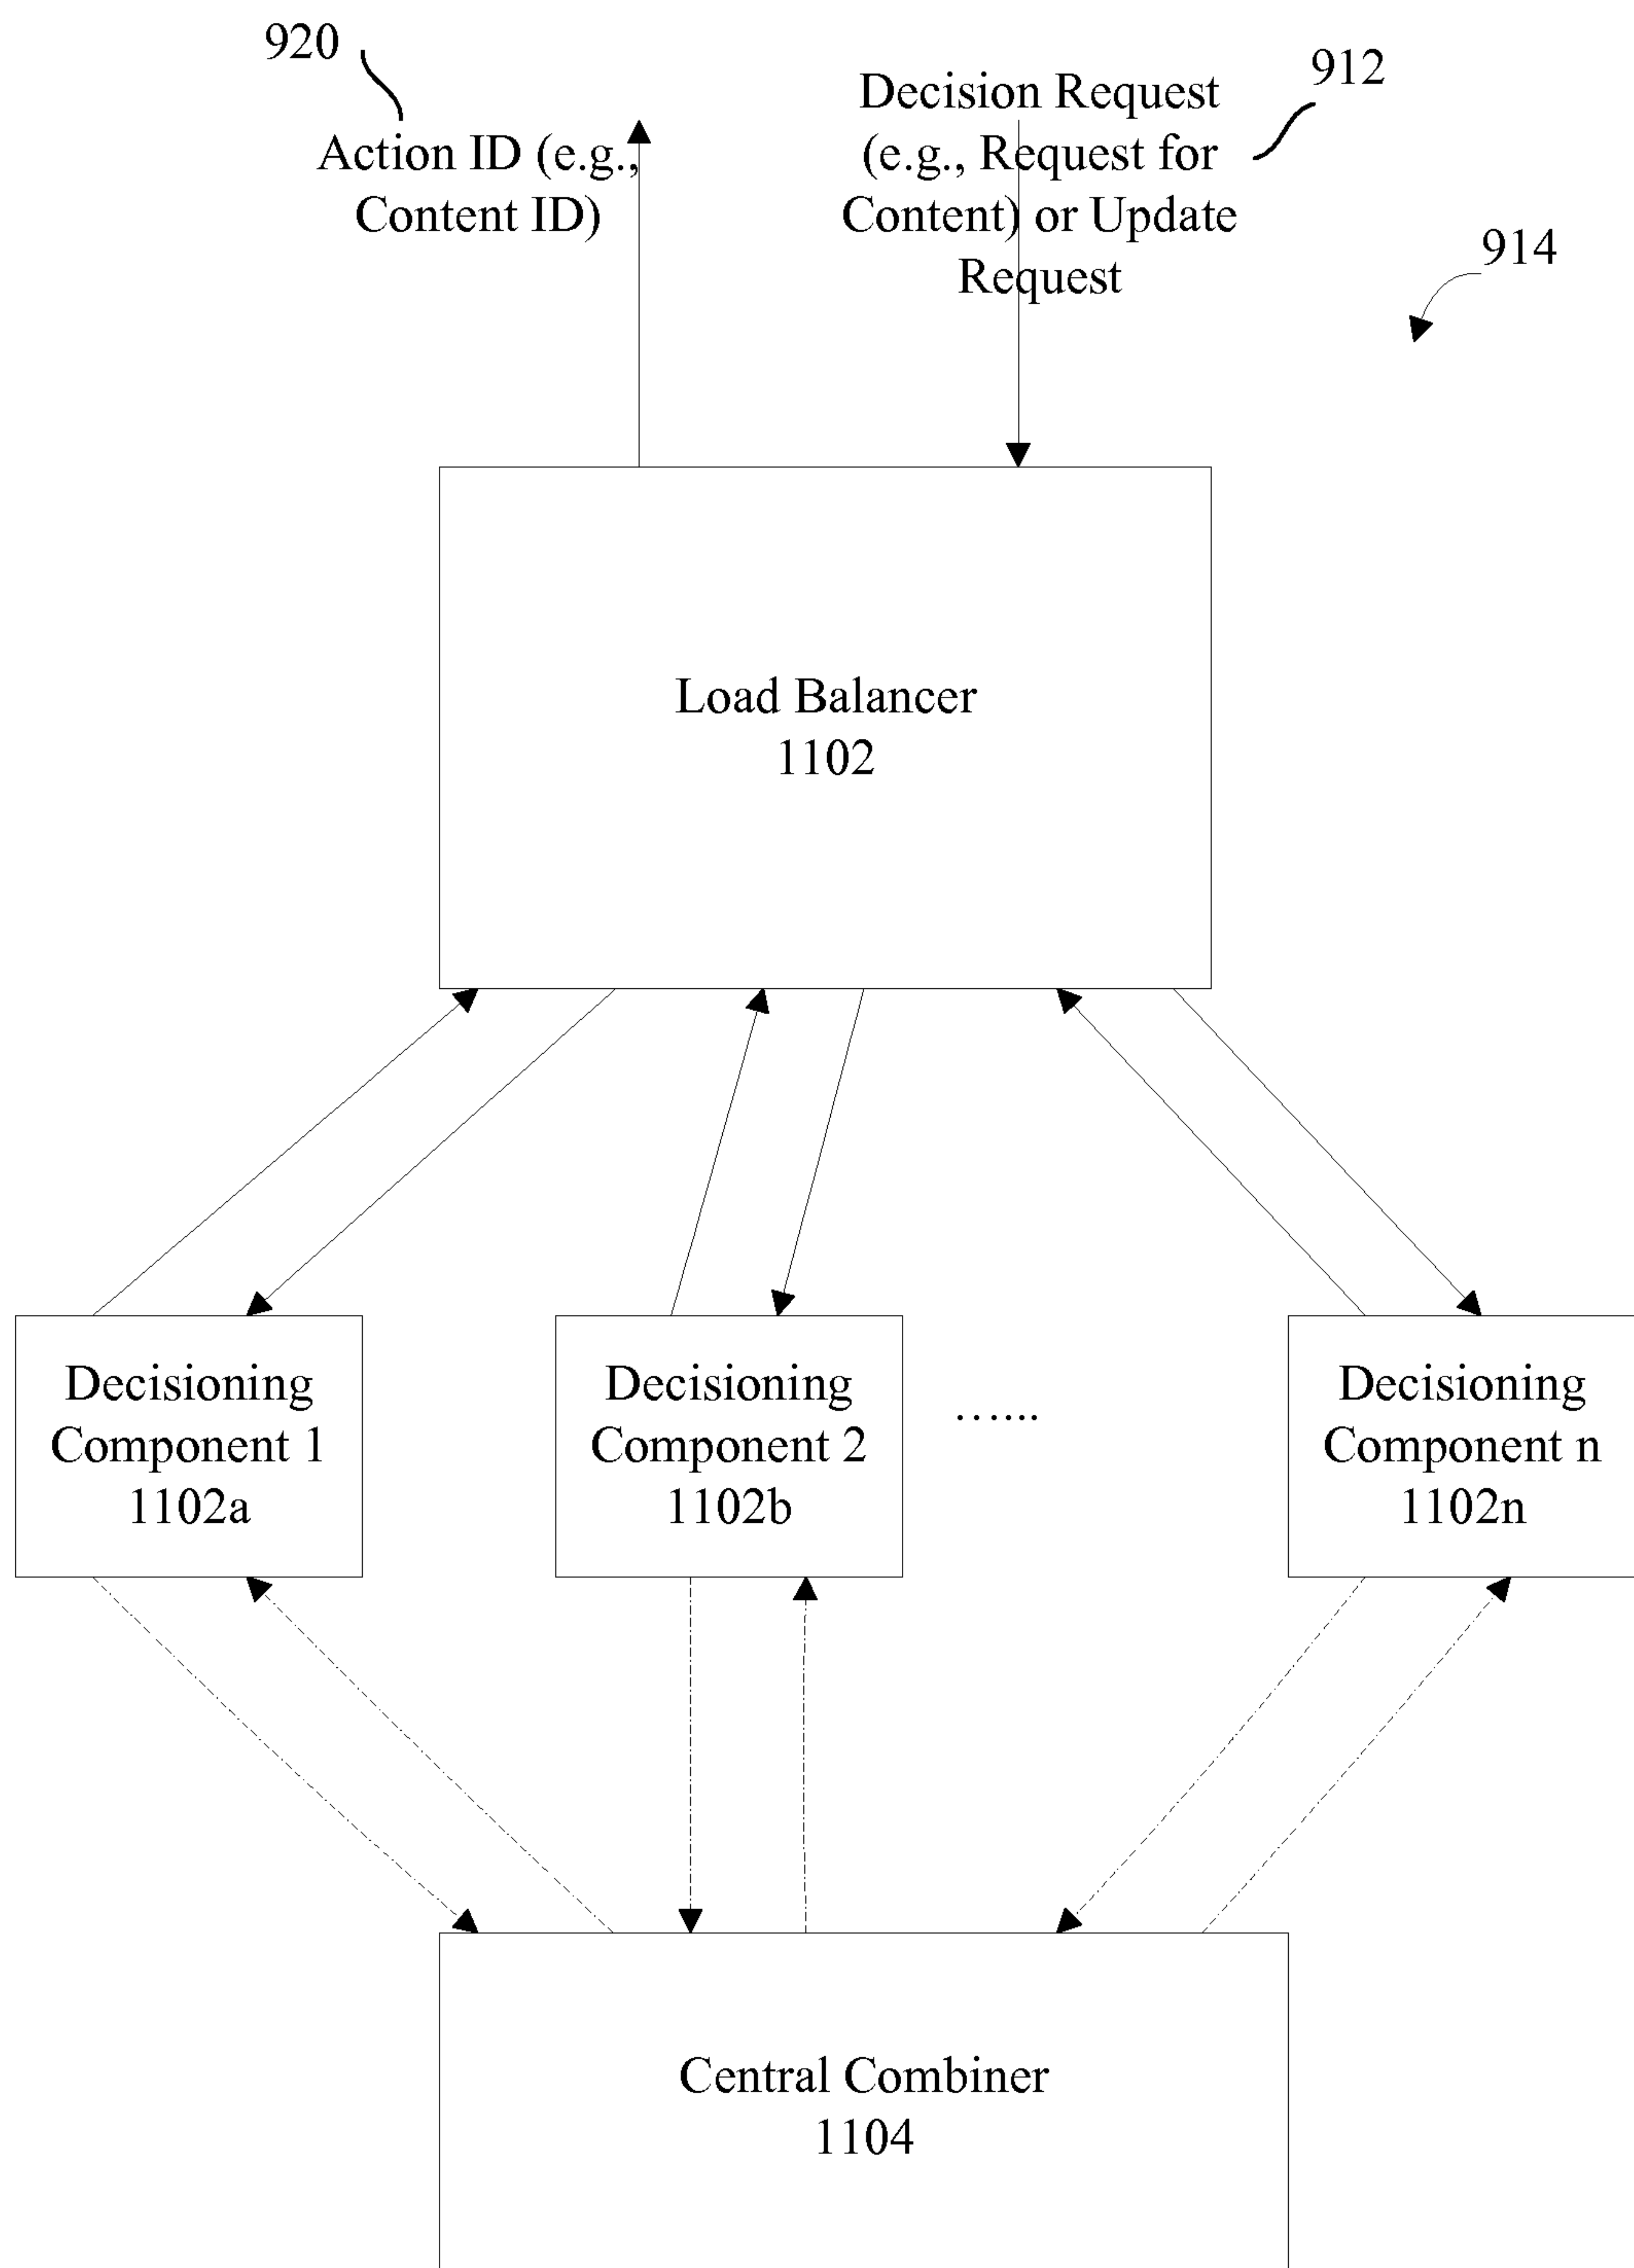 920
Action ID (e.g.,
Content ID)
Decision Request
(e.g., Request for
Content) or Update
Request
912
914
Load Balancer
1102
Decisioning
Component 1
1102a
Decisioning
Component 2
1102b
......
Decisioning
Component n
1102n
Central Combiner
1104